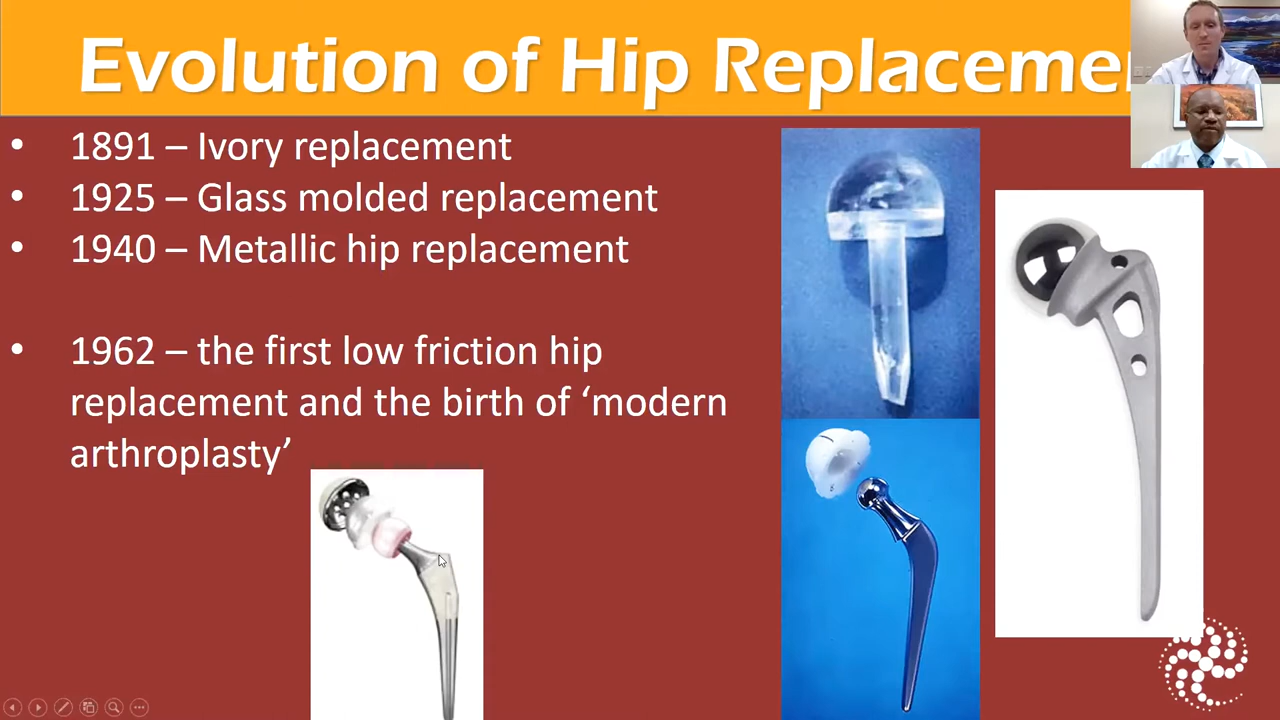 Evolution of Hip Replaceme
• 1891 – Ivory replacement
• 1925 – Glass molded replacement
• 1940 – Metallic hip replacement
• 1962 – the first low friction hip
replacement and the birth of ‘modern
arthroplasty’